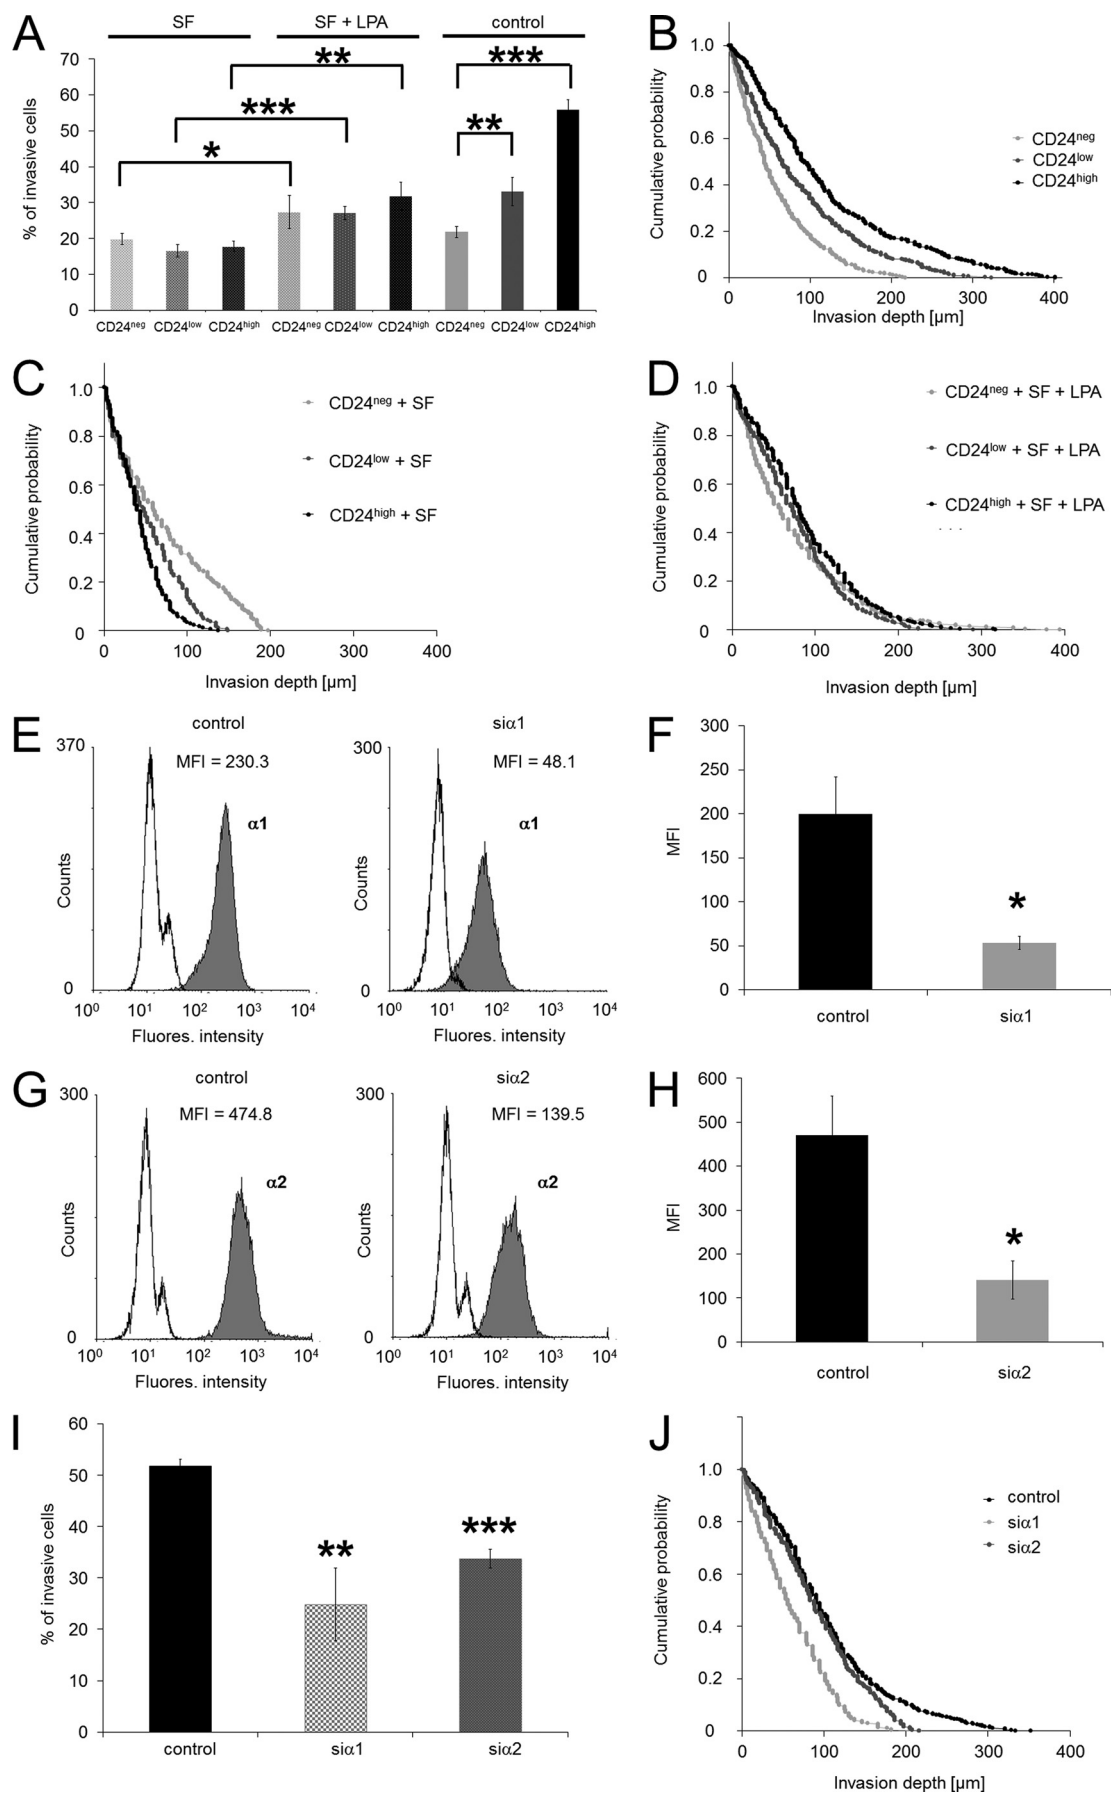 A
SF SF + LPA control
% of invasive cells
70
60
50
40
30
20
10
0
*
***
**
**
***
CD24neg CD24low CD24high CD24neg CD24low CD24high CD24neg CD24low CD24high
B
Cumulative probability
1.0
0.8
0.6
0.4
0.2
0
0 100 200 300 400
Invasion depth [µm]
CD24neg
CD24low
CD24high
C
Cumulative probability
1.0
0.8
0.6
0.4
0.2
0
0 100 200 300 400
Invasion depth [µm]
CD24neg + SF
CD24low + SF
CD24high + SF
D
Cumulative probability
1.0
0.8
0.6
0.4
0.2
0
0 100 200 300 400
Invasion depth [µm]
CD24neg + SF + LPA
CD24low + SF + LPA
CD24high + SF + LPA
E
control
370
MFI = 230.3
α1
Counts
0
10⁰ 10¹ 10² 10³ 10⁴
Fluores. intensity
siα1
300
MFI = 48.1
α1
Counts
0
10⁰ 10¹ 10² 10³ 10⁴
Fluores. intensity
F
MFI
300
250
200
150
100
50
0
*
control siα1
G
control
300
MFI = 474.8
α2
Counts
0
10⁰ 10¹ 10² 10³ 10⁴
Fluores. intensity
siα2
300
MFI = 139.5
α2
Counts
0
10⁰ 10¹ 10² 10³ 10⁴
Fluores. intensity
H
MFI
600
500
400
300
200
100
0
*
control siα2
I
% of invasive cells
60
50
40
30
20
10
0
**
***
control siα1 siα2
J
Cumulative probability
1.0
0.8
0.6
0.4
0.2
0
0 100 200 300 400
Invasion depth [µm]
control
siα1
siα2